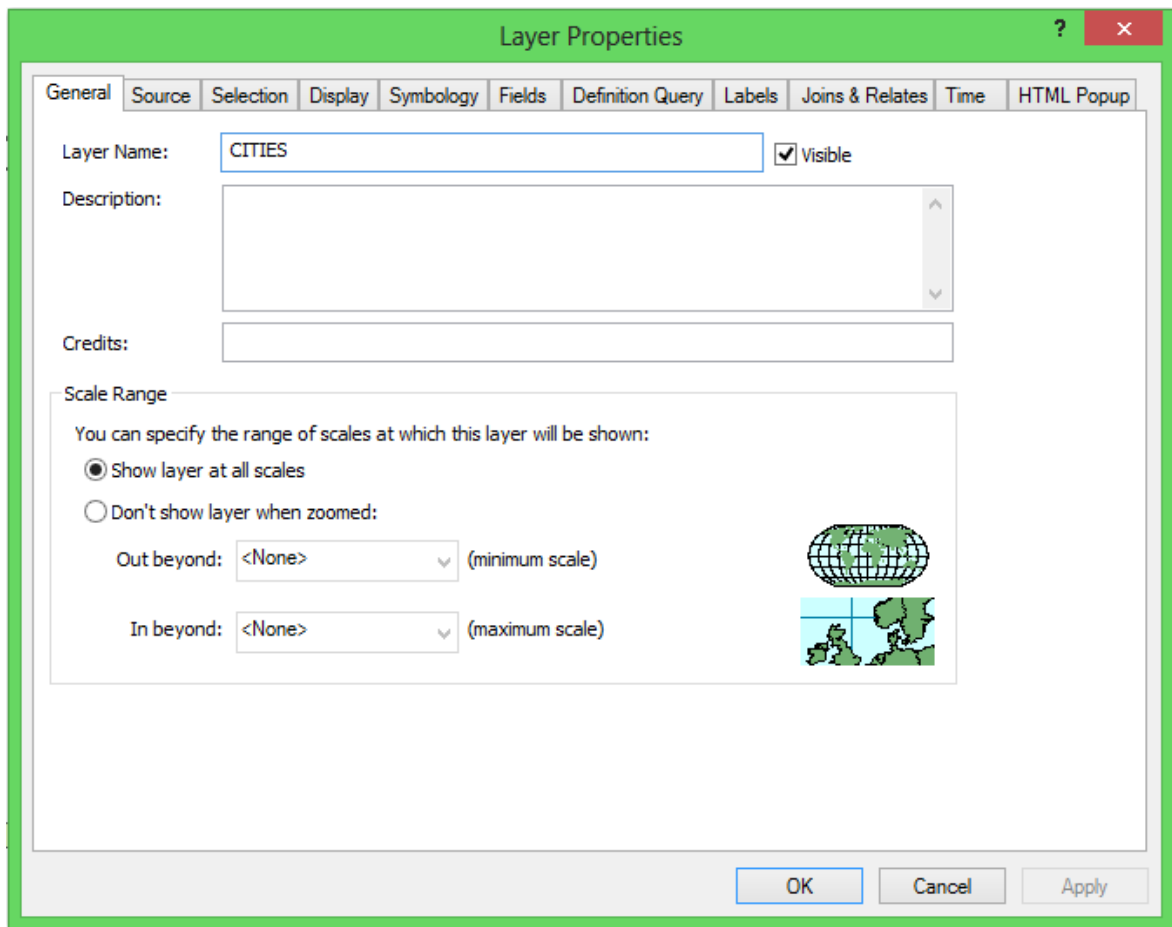 Layer Properties
?
General Source Selection Display Symbology Fields Definition Query Labels Joins & Relates Time HTML Popup
Layer Name: CITIES Visible
Description:
Credits:
Scale Range
You can specify the range of scales at which this layer will be shown:
Show layer at all scales
Don't show layer when zoomed:
Out beyond: <None> (minimum scale)
In beyond: <None> (maximum scale)
OK Cancel Apply